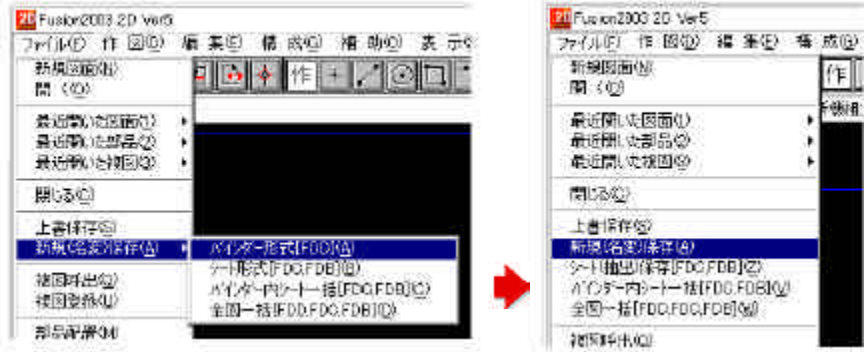 Fusion2003 2D Ver5
ファイル(F) 作 図(D) 編 集(E) 構 成(G) 補 助(O) 表 示
新規図面(N)
開 く(O)
最近開いた図面(1)
最近開いた部品(2)
最近開いた複図(3)
閉じる(C)
上書保存(S)
新規(名変)保存(A)
複図呼出(Q)
複図登録(U)
部品配置(M)
作
バインダー形式[FDD](A)
シート形式[FDC,FDB](B)
バインダー内シート一括[FDC,FDB](C)
全図一括[FDD,FDC,FDB](D)
Fusion2003 2D Ver5
ファイル(F) 作 図(D) 編 集(E) 構 成(G)
新規図面(N)
開 く(O)
最近開いた図面(1)
最近開いた部品(2)
最近開いた複図(3)
閉じる(C)
上書保存(S)
新規(名変)保存(A)
シート(抽出)保存[FDC,FDB](Z)
バインダー内シート一括[FDC,FDB](V)
全図一括[FDD,FDC,FDB](W)
複図呼出(Q)
作